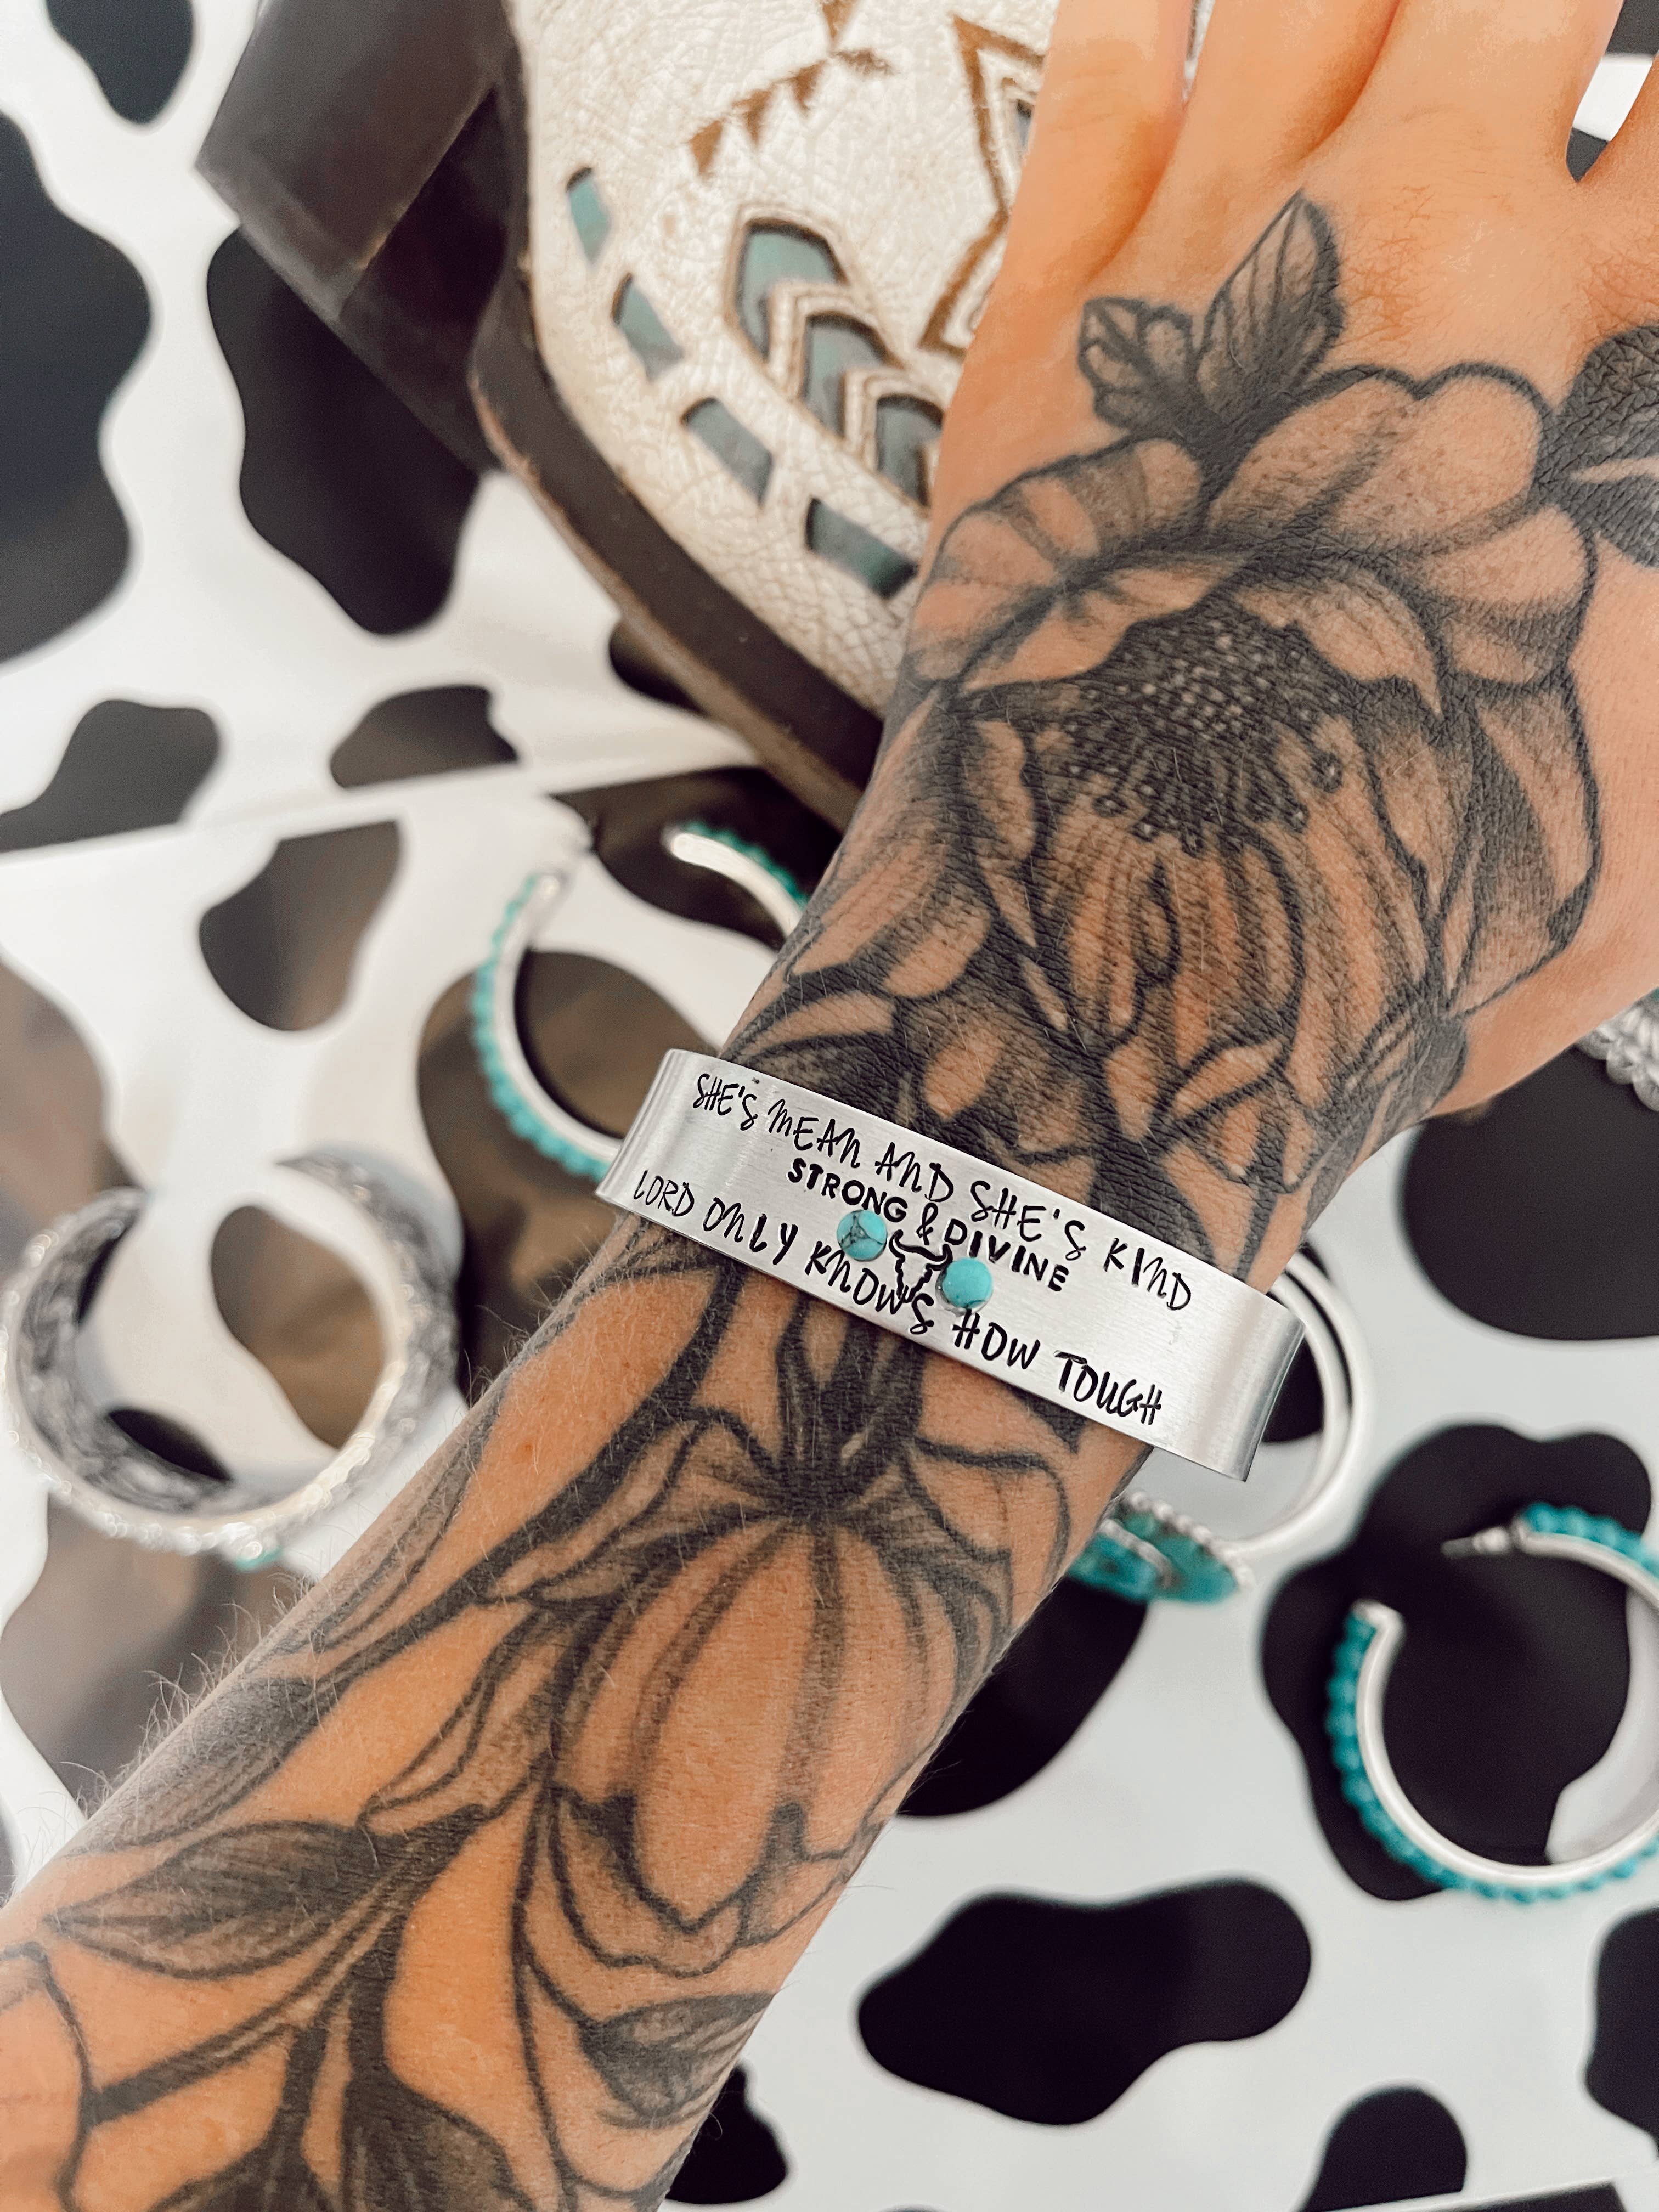 SHE'S MEAN AND SHE'S KIND
STRONG & DIVINE
LORD ONLY KNOWS HOW TOUGH